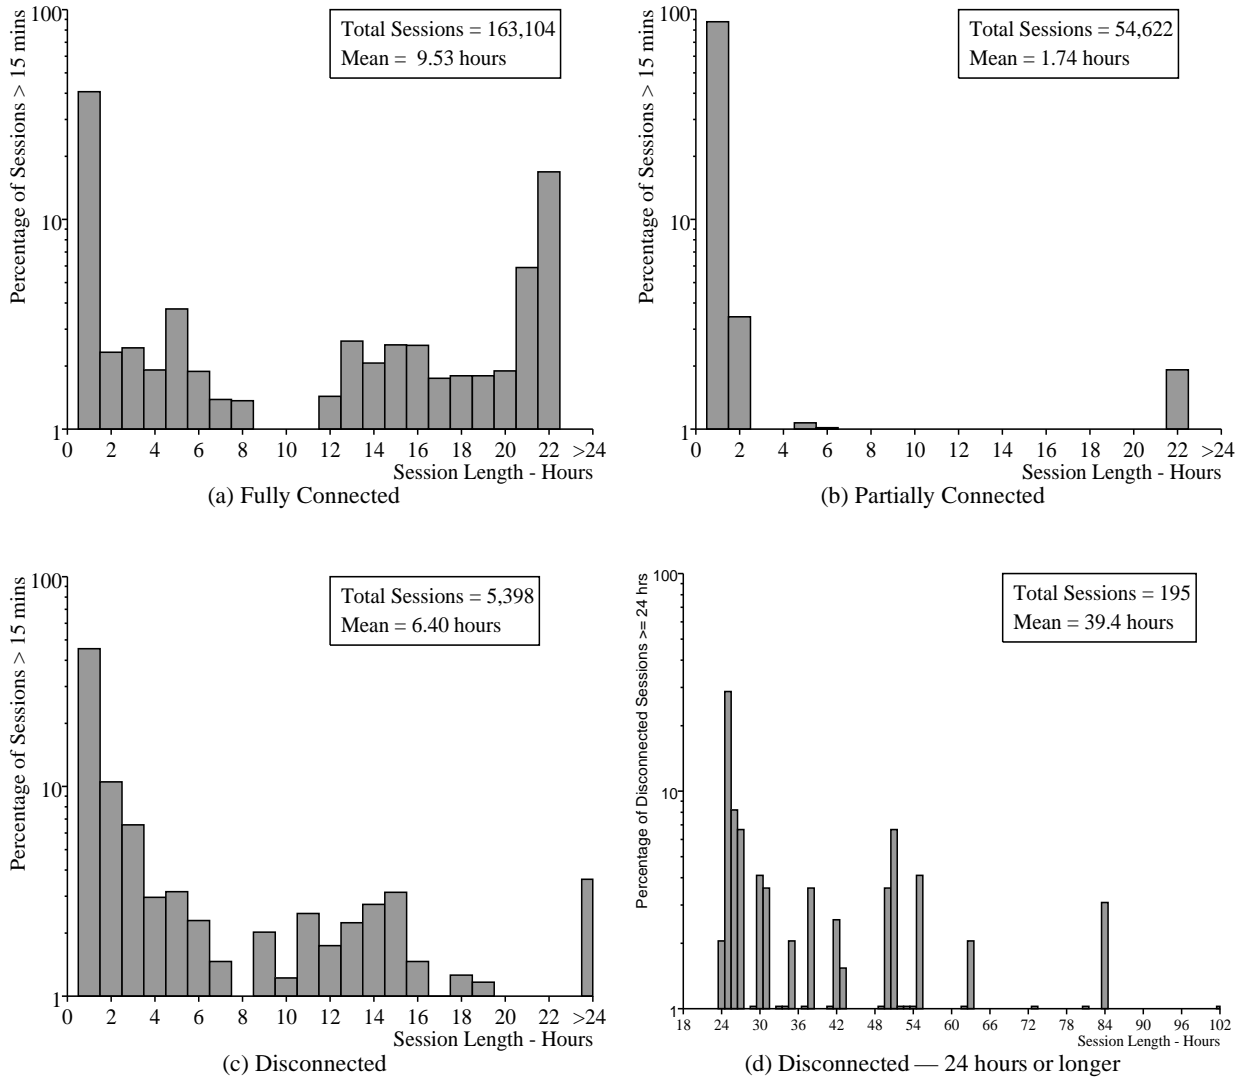 Percentage of Sessions > 15 mins
100
10
1
Total Sessions = 163,104
Mean = 9.53 hours
0 2 4 6 8 10 12 14 16 18 20 22 >24
Session Length - Hours
(a) Fully Connected
Percentage of Sessions > 15 mins
100
10
1
Total Sessions = 54,622
Mean = 1.74 hours
0 2 4 6 8 10 12 14 16 18 20 22 >24
Session Length - Hours
(b) Partially Connected
Percentage of Sessions > 15 mins
100
10
1
Total Sessions = 5,398
Mean = 6.40 hours
0 2 4 6 8 10 12 14 16 18 20 22 >24
Session Length - Hours
(c) Disconnected
Percentage of Disconnected Sessions >= 24 hrs
100
10
1
Total Sessions = 195
Mean = 39.4 hours
18 24 30 36 42 48 54 60 66 72 78 84 90 96 102
Session Length - Hours
(d) Disconnected — 24 hours or longer